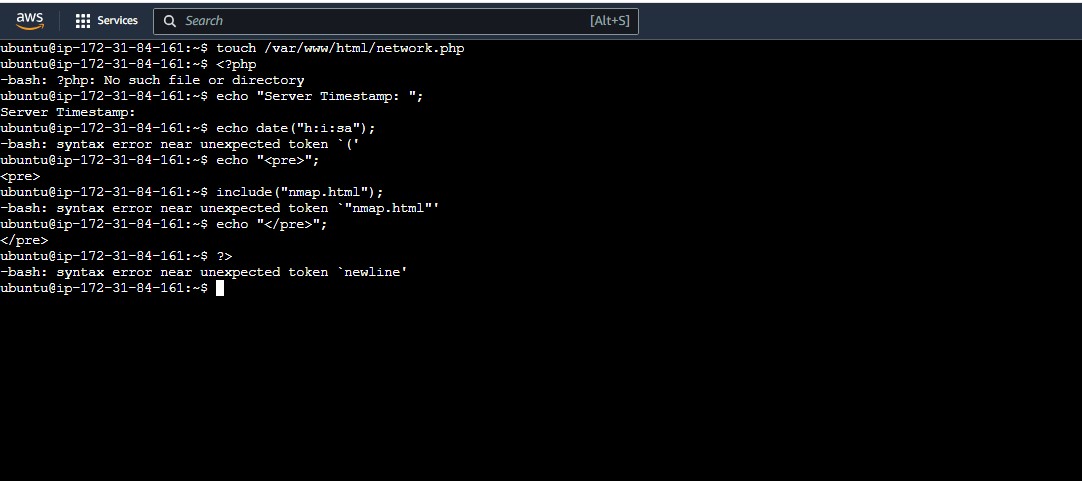 aws Services Search [Alt+S]
ubuntu@ip-172-31-84-161:~$ touch /var/www/html/network.php
ubuntu@ip-172-31-84-161:~$ <?php
-bash: ?php: No such file or directory
ubuntu@ip-172-31-84-161:~$ echo "Server Timestamp: ";
Server Timestamp:
ubuntu@ip-172-31-84-161:~$ echo date("h:i:sa");
-bash: syntax error near unexpected token `('
ubuntu@ip-172-31-84-161:~$ echo "<pre>";
<pre>
ubuntu@ip-172-31-84-161:~$ include("nmap.html");
-bash: syntax error near unexpected token `"nmap.html"'
ubuntu@ip-172-31-84-161:~$ echo "</pre>";
</pre>
ubuntu@ip-172-31-84-161:~$ ?>
-bash: syntax error near unexpected token `newline'
ubuntu@ip-172-31-84-161:~$